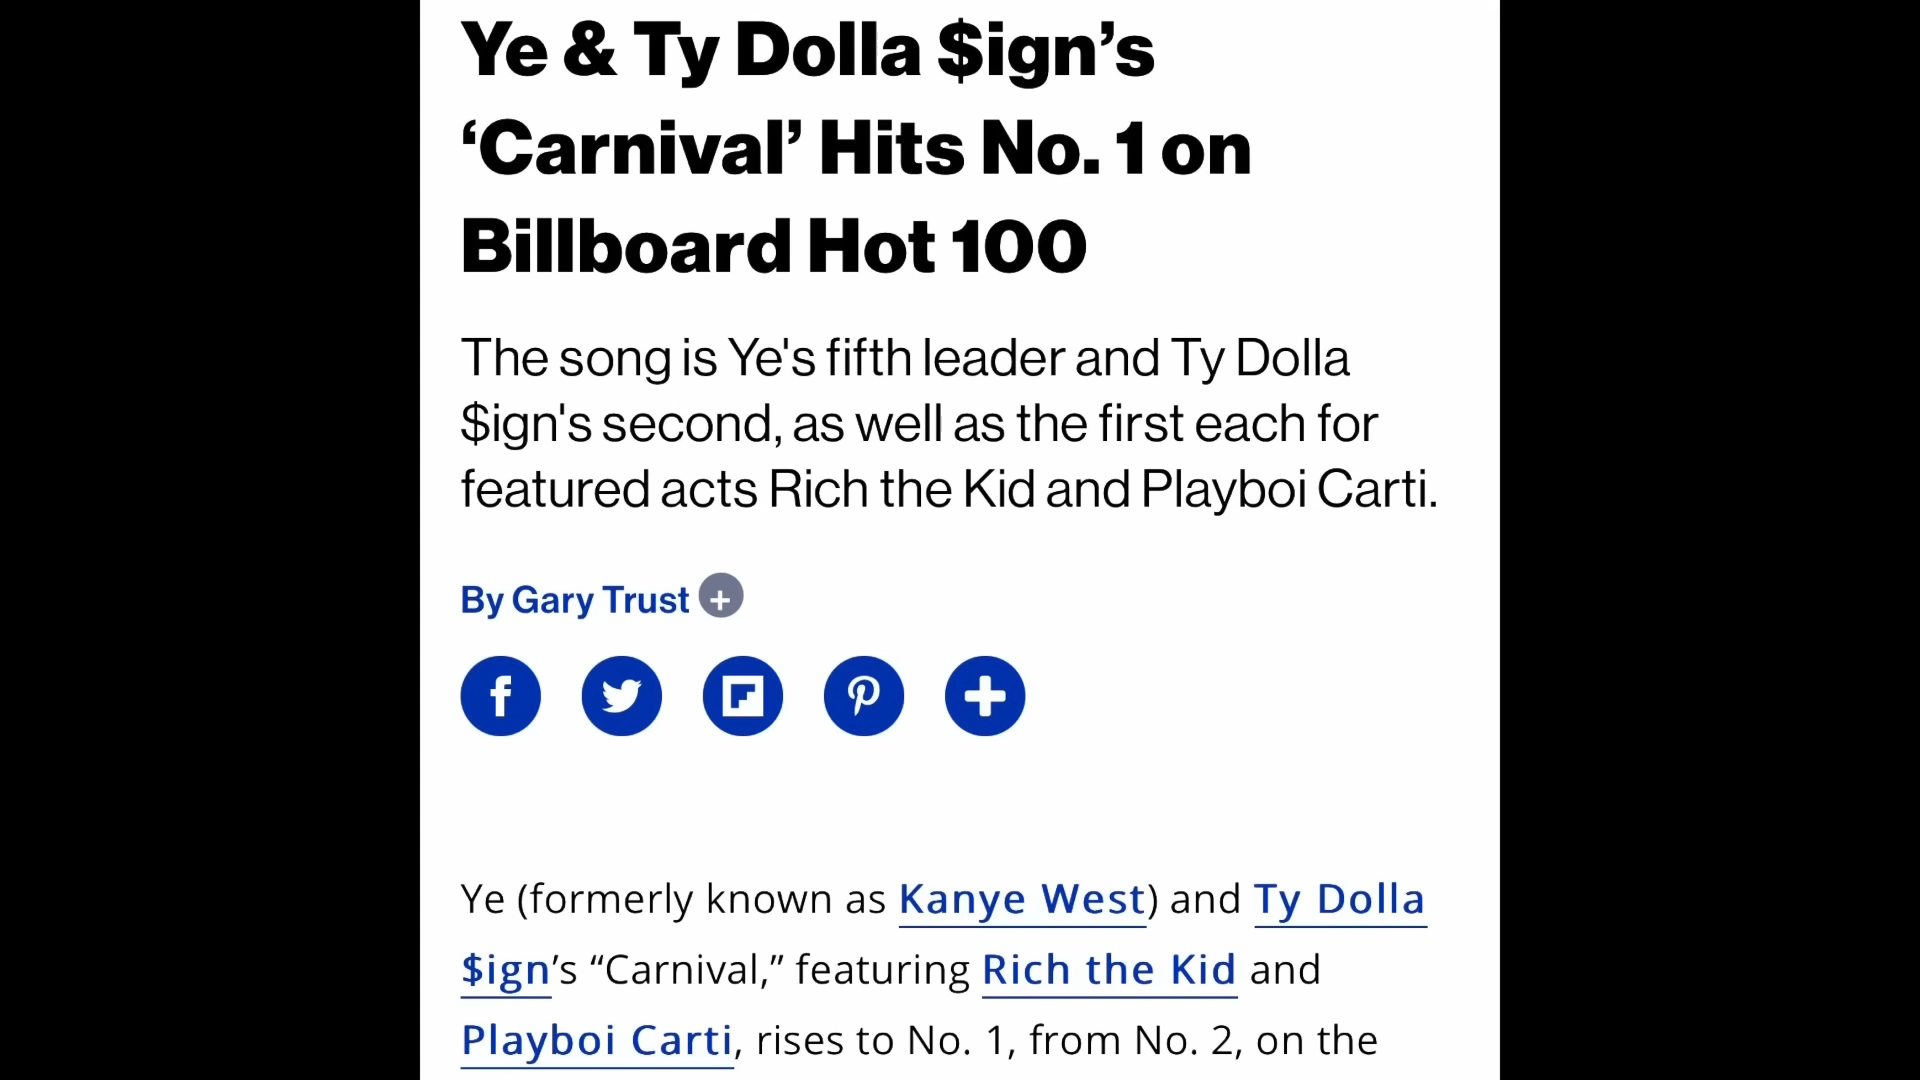 Ye & Ty Dolla $ign’s
‘Carnival’ Hits No. 1 on
Billboard Hot 100
The song is Ye's fifth leader and Ty Dolla
$ign's second, as well as the first each for
featured acts Rich the Kid and Playboi Carti.
By Gary Trust
Ye (formerly known as Kanye West) and Ty Dolla
$ign’s “Carnival,” featuring Rich the Kid and
Playboi Carti, rises to No. 1, from No. 2, on the